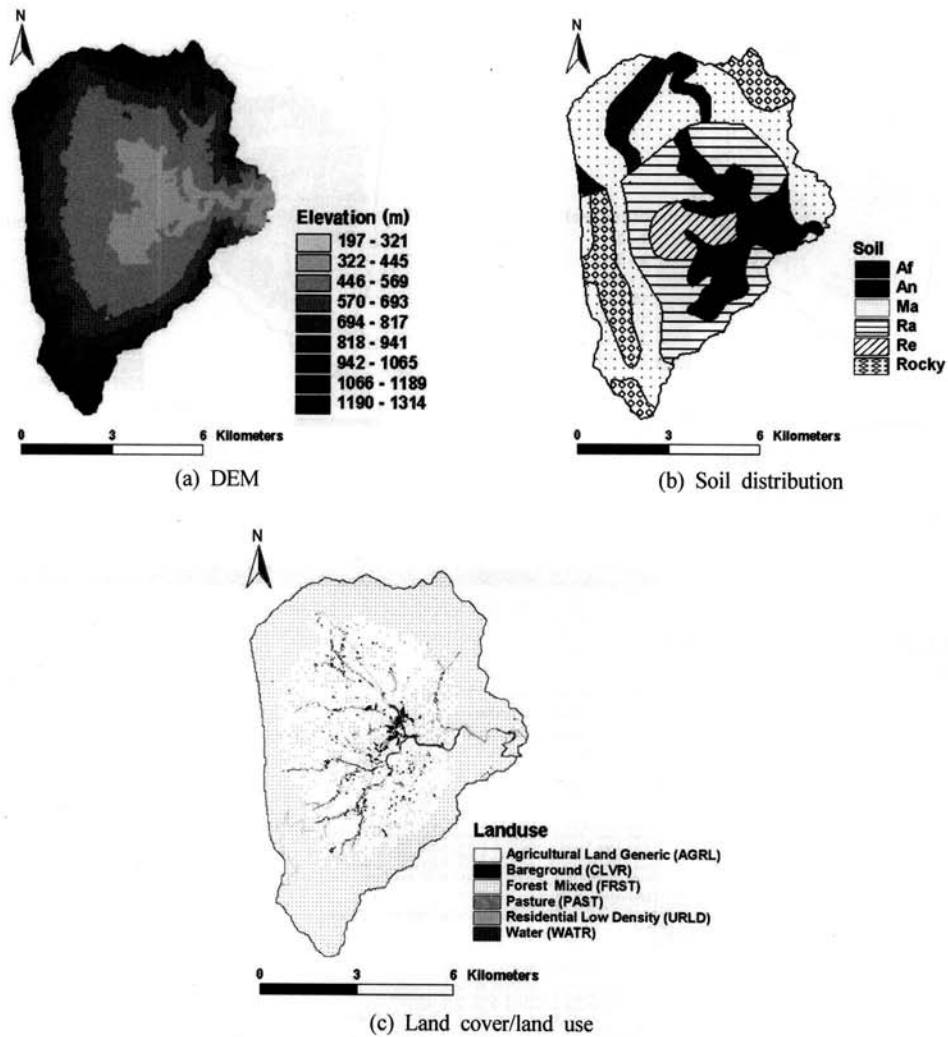 N
Elevation (m)
197 - 321
322 - 445
446 - 569
570 - 693
694 - 817
818 - 941
942 - 1065
1066 - 1189
1190 - 1314
0 3 6 Kilometers
(a) DEM
N
Soil
Af
An
Ma
Ra
Re
Rocky
0 3 6 Kilometers
(b) Soil distribution
N
Landuse
Agricultural Land Generic (AGRL)
Bareground (CLVR)
Forest Mixed (FRST)
Pasture (PAST)
Residential Low Density (URLD)
Water (WATR)
0 3 6 Kilometers
(c) Land cover/land use